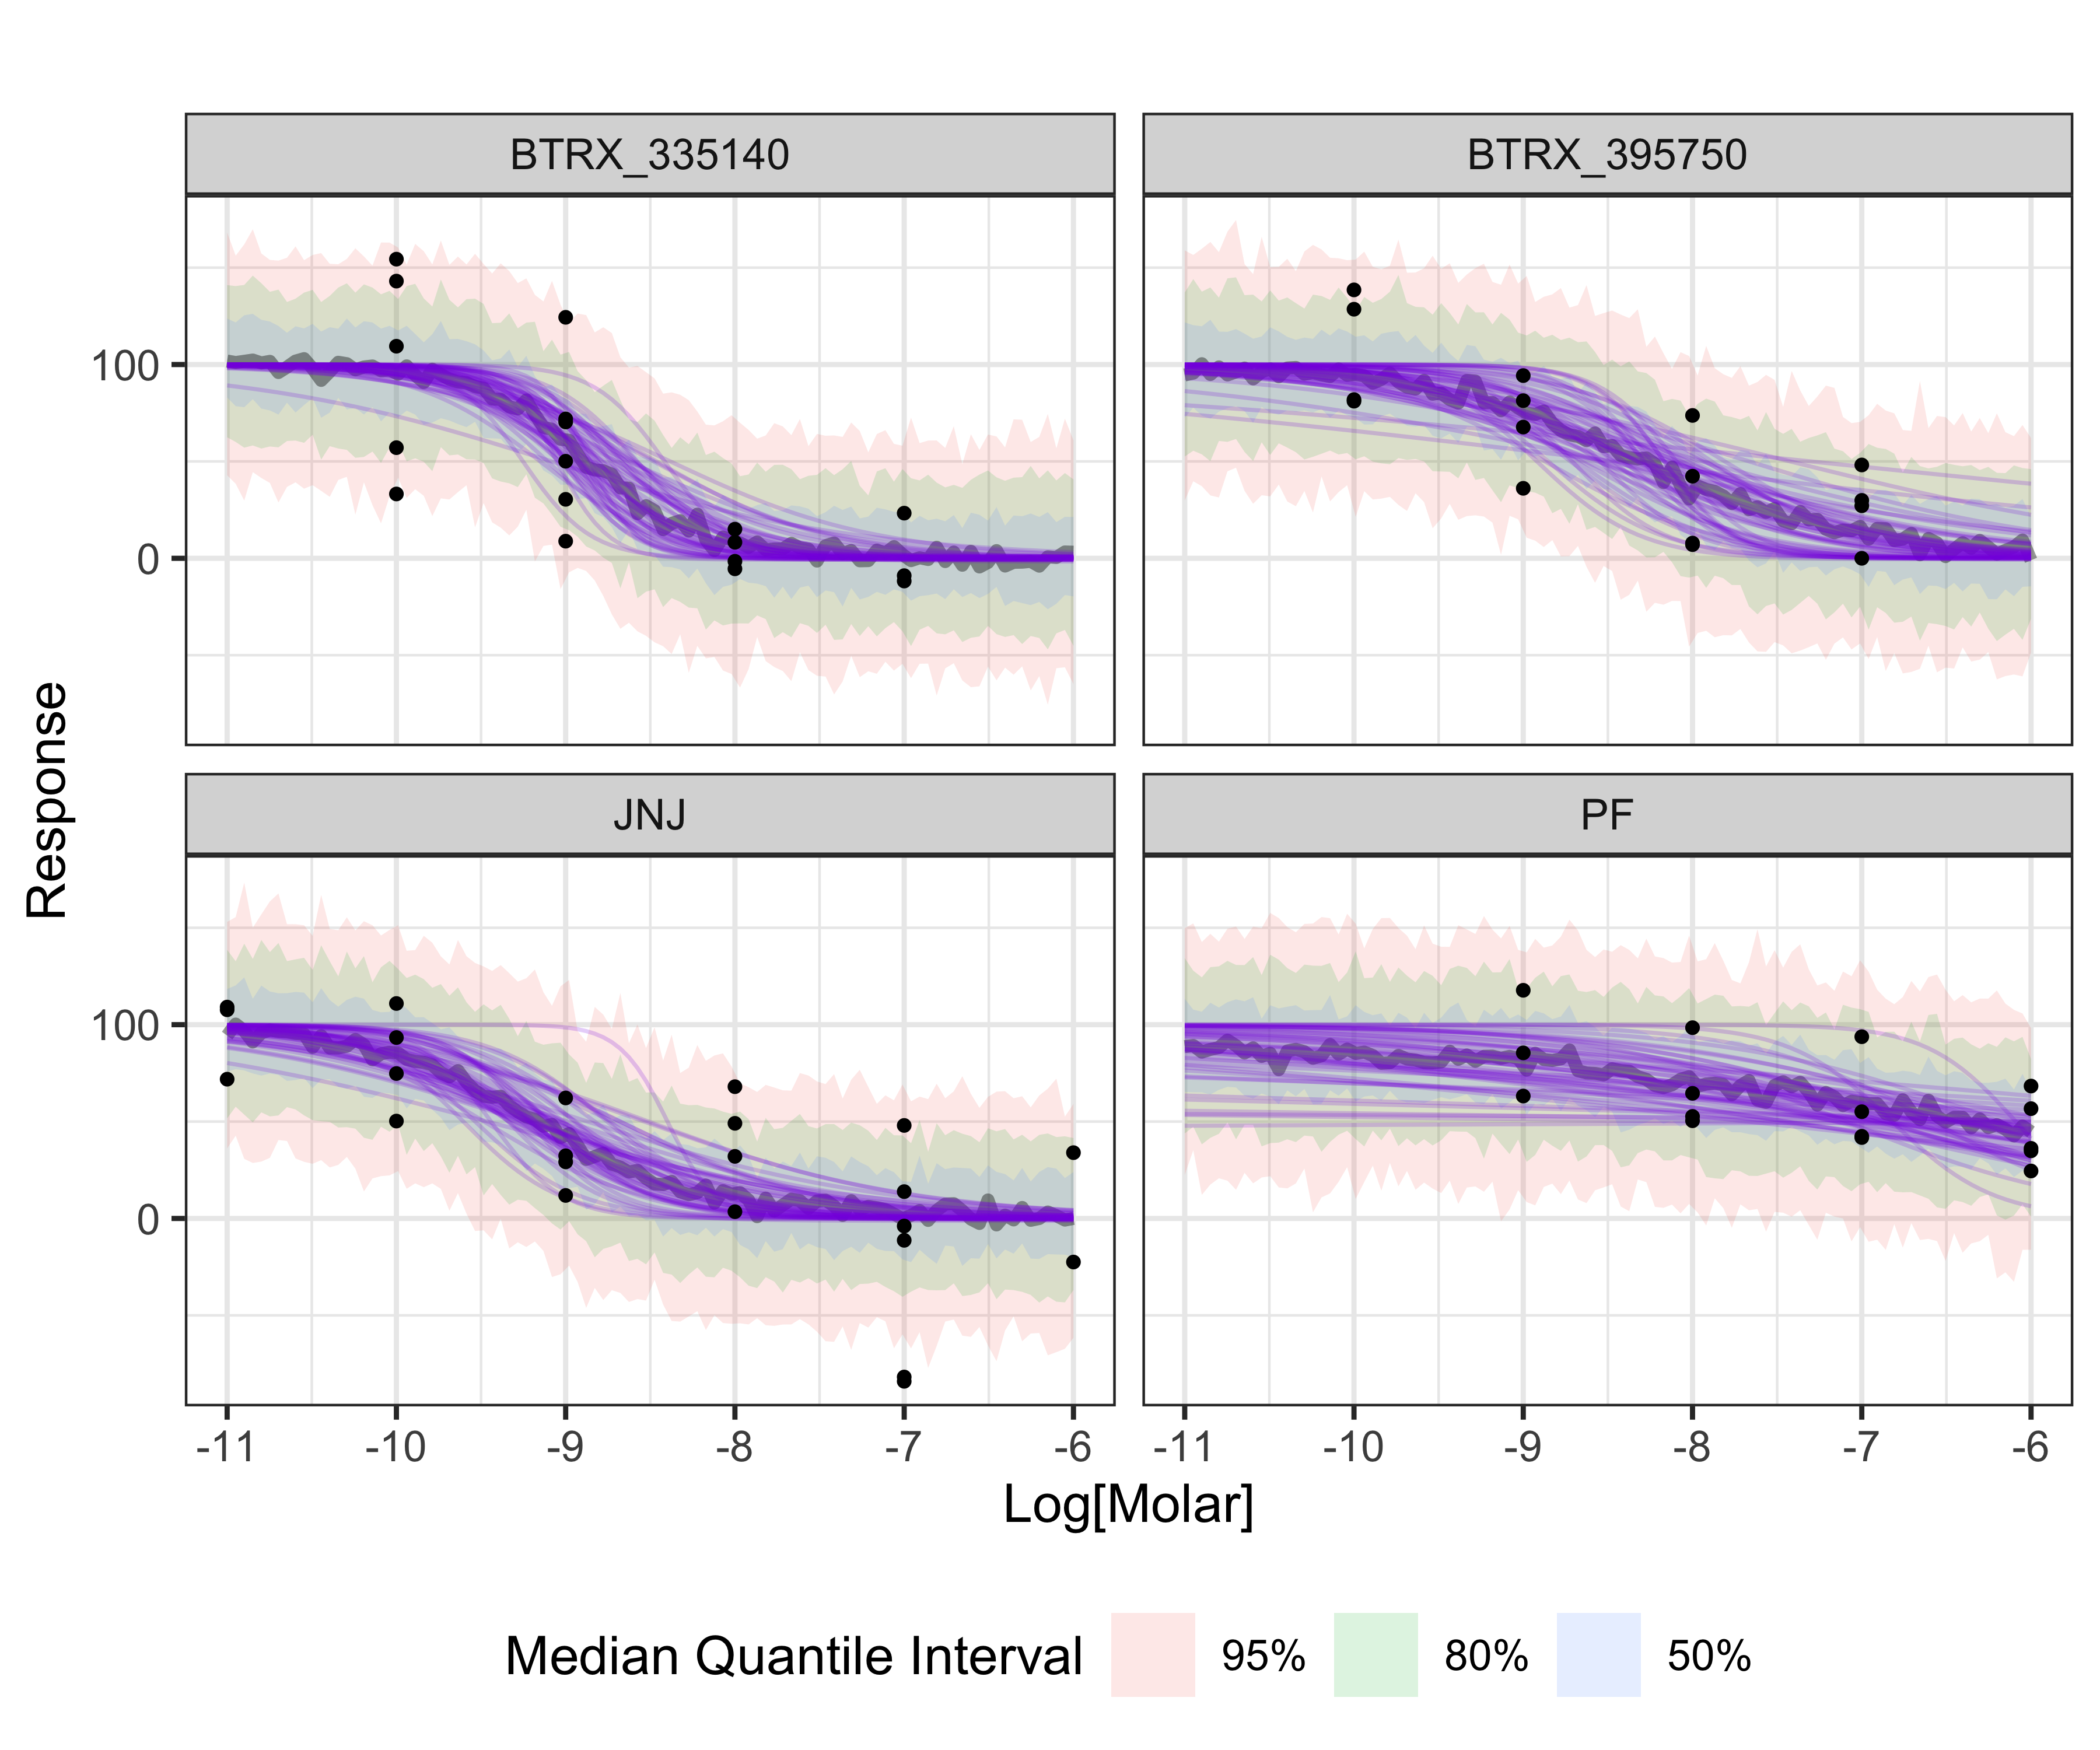 BTRX_335140
BTRX_395750
100
0
JNJ
PF
100
0
Response
-11 -10 -9 -8 -7 -6 -11 -10 -9 -8 -7 -6
Log[Molar]
Median Quantile Interval 95% 80% 50%